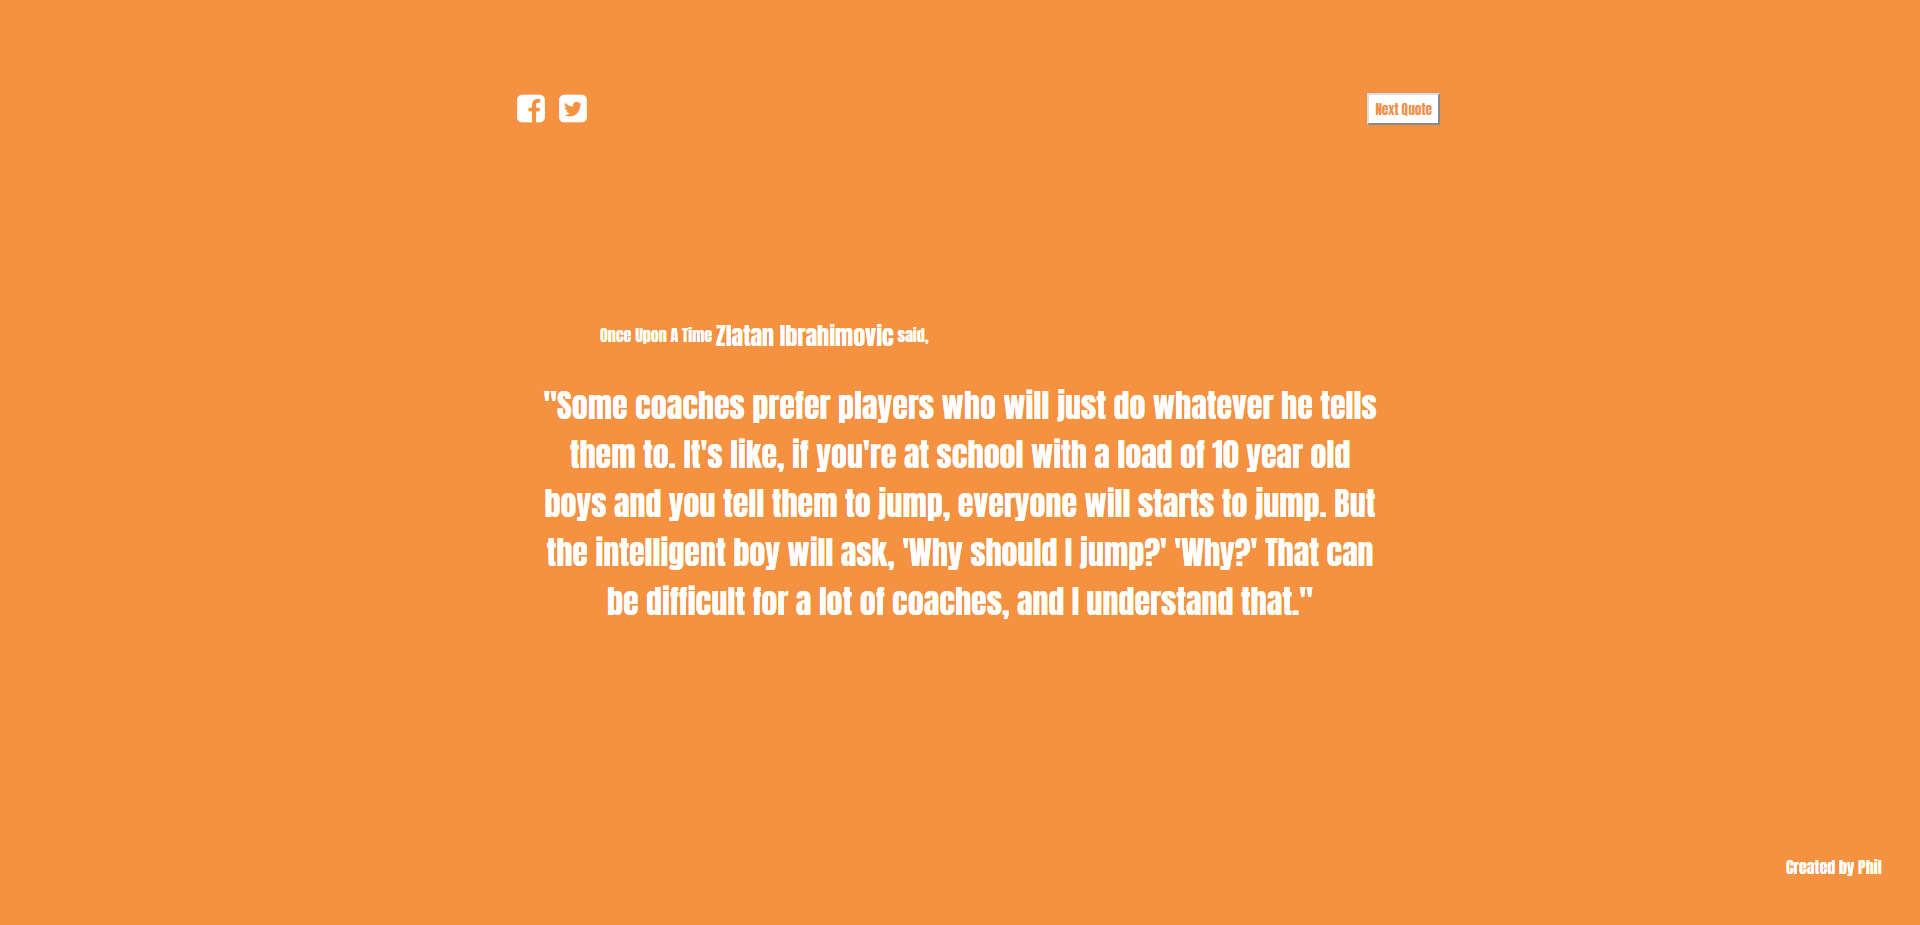 Next Quote
Once Upon A Time Zlatan Ibrahimovic said,
"Some coaches prefer players who will just do whatever he tells
them to. It's like, if you're at school with a load of 10 year old
boys and you tell them to jump, everyone will starts to jump. But
the intelligent boy will ask, 'Why should I jump?' 'Why?' That can
be difficult for a lot of coaches, and I understand that."
Created by Phil